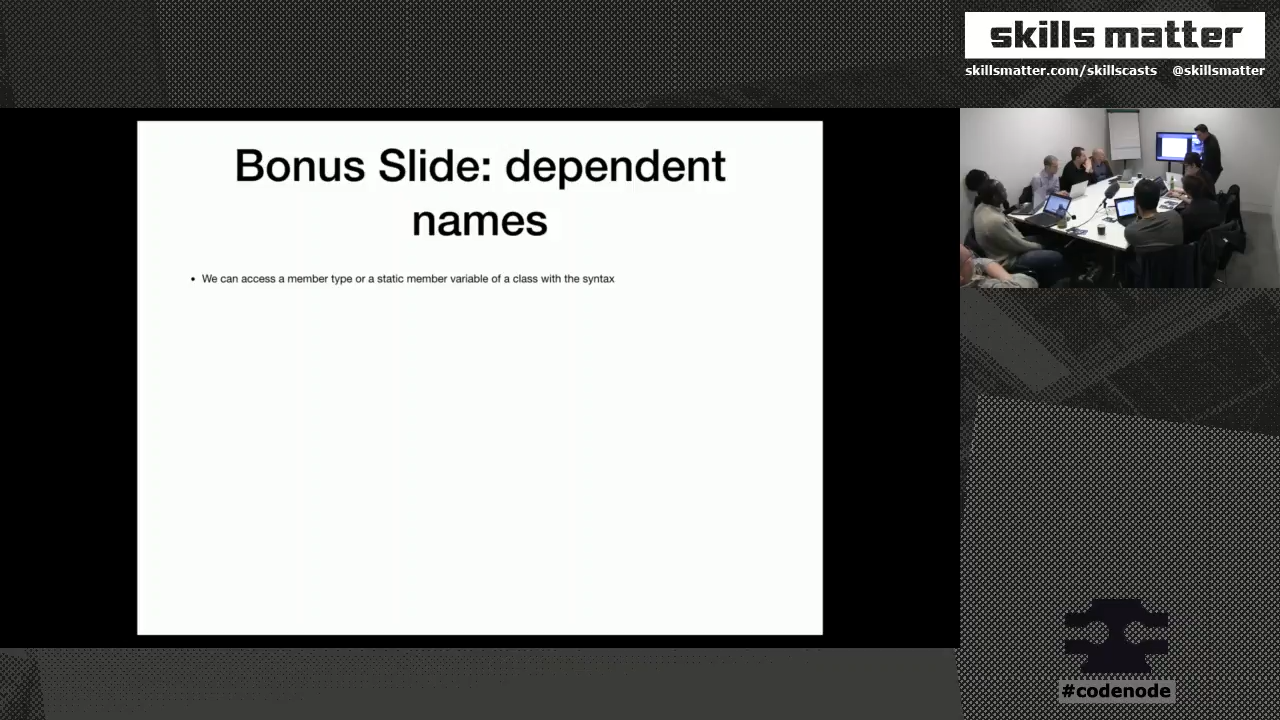 skills matter
skillsmatter.com/skillscasts @skillsmatter
Bonus Slide: dependent
names
• We can access a member type or a static member variable of a class with the syntax
#codenode